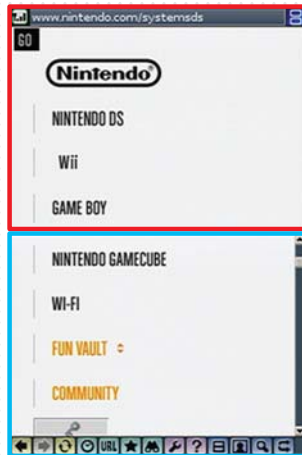 www.nintendo.com/systemsds
GO
Nintendo®
NINTENDO DS
Wii
GAME BOY
NINTENDO GAMECUBE
WI-FI
FUN VAULT
COMMUNITY
URL ?